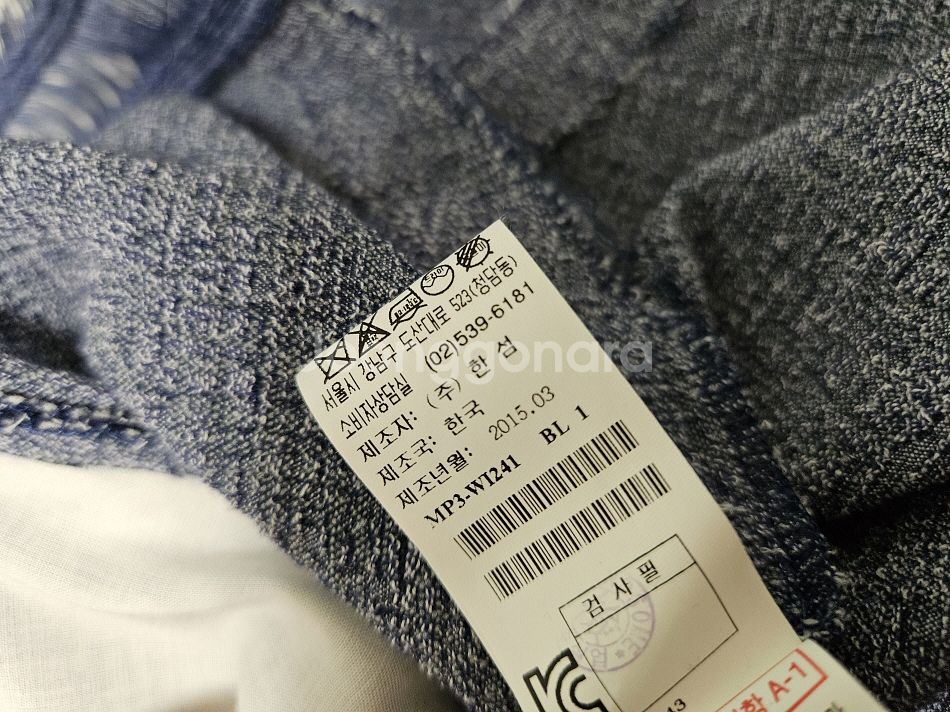 서울시 강남구 도산대로 523(청담동)
소비자상담실 (02)539-6181
제조자: (주) 한 섬
제조국: 한국
제조년월: 2015.03
MP3-WI241 BL 1
검 사 필
A-1